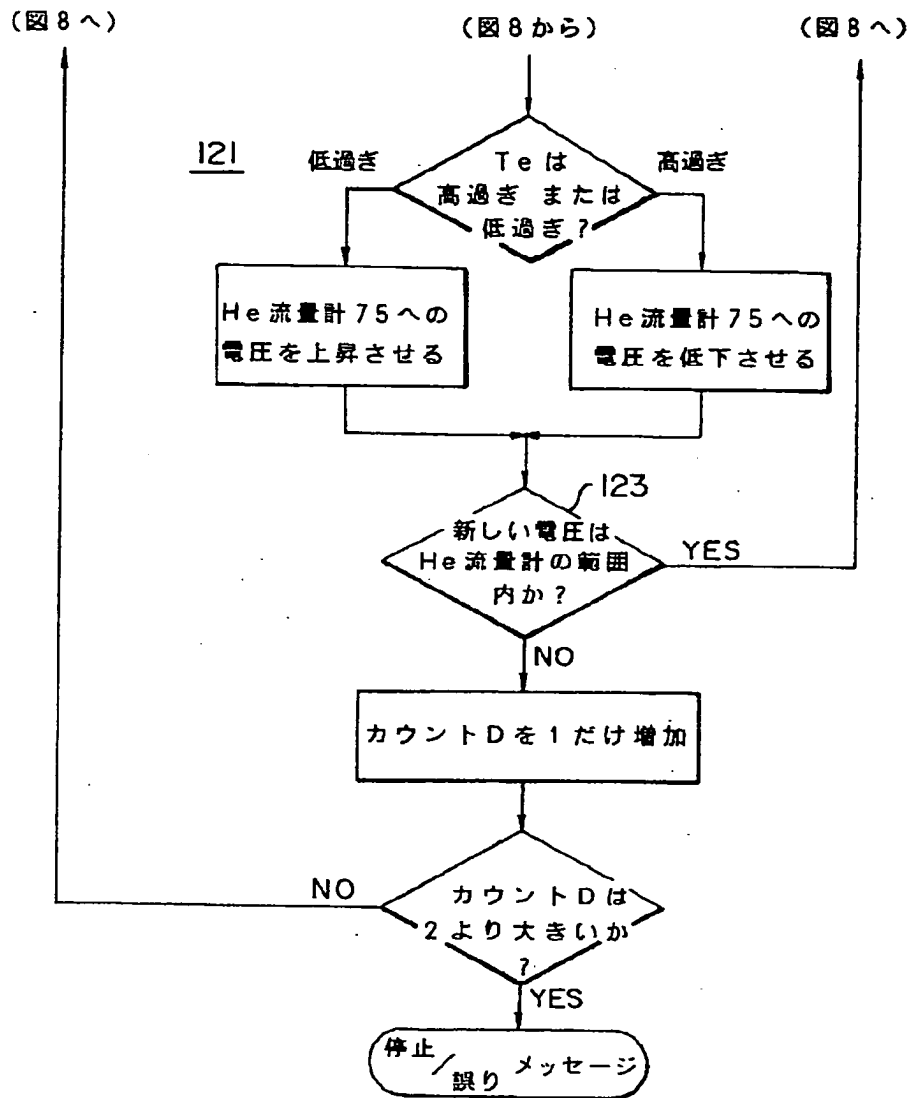 (図8へ)
(図8から)
(図8へ)
121
低過ぎ
高過ぎ
Teは
高過ぎ または
低過ぎ?
He流量計75への
電圧を上昇させる
He流量計75への
電圧を低下させる
123
新しい電圧は
He流量計の範囲
内か?
YES
NO
カウントDを1だけ増加
カウントDは
2より大きいか
?
NO
YES
停止/誤りメッセージ